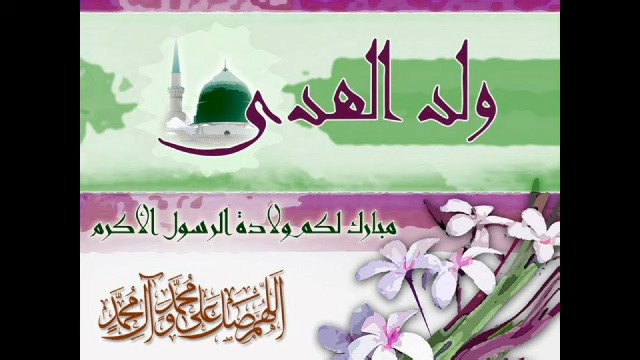 ولد الهدى
مبارك لكم ولادة الرسول الأكرم
اللهم صل على محمد وآل محمد